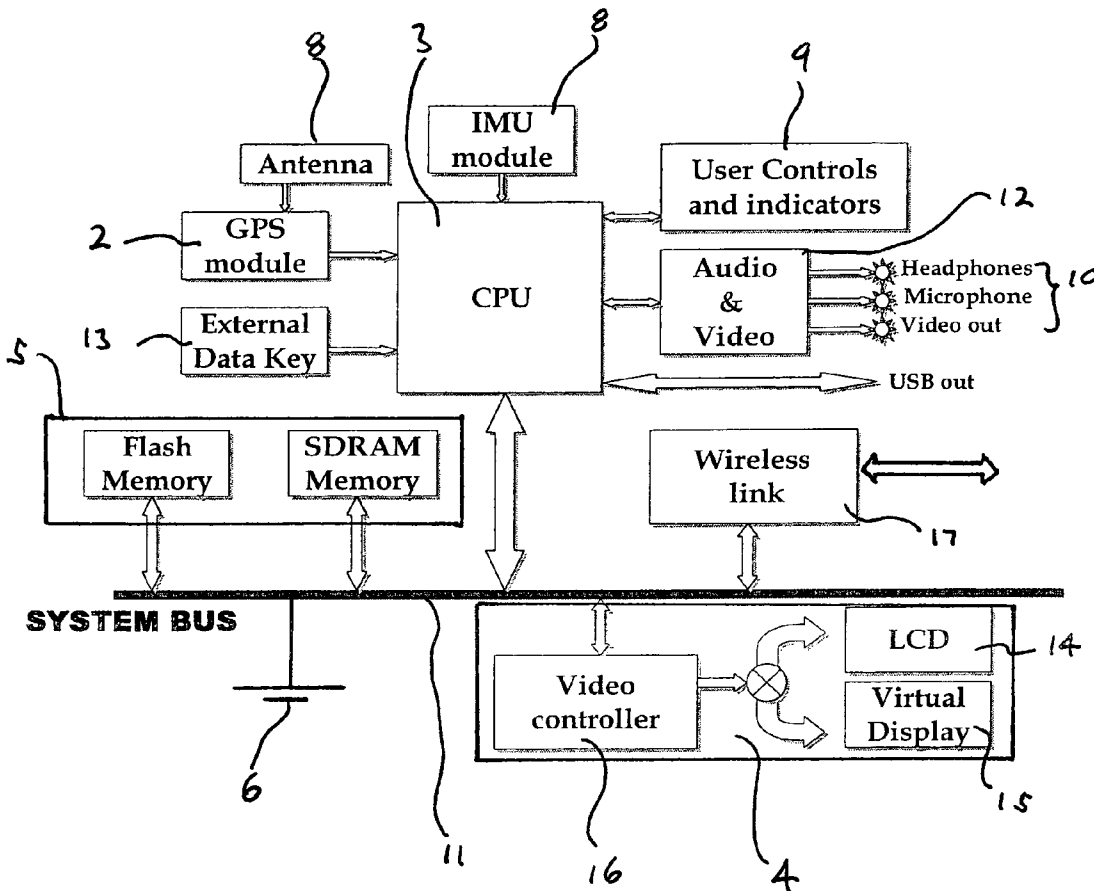 8
3
8
9
IMU
module
Antenna
User Controls
and indicators
12
2
GPS
module
CPU
Audio
&
Video
Headphones
Microphone
Video out
10
13
External
Data Key
USB out
5
Flash
Memory
SDRAM
Memory
Wireless
link
17
SYSTEM BUS
LCD
14
Video
controller
Virtual
Display
6
11
16
4
15